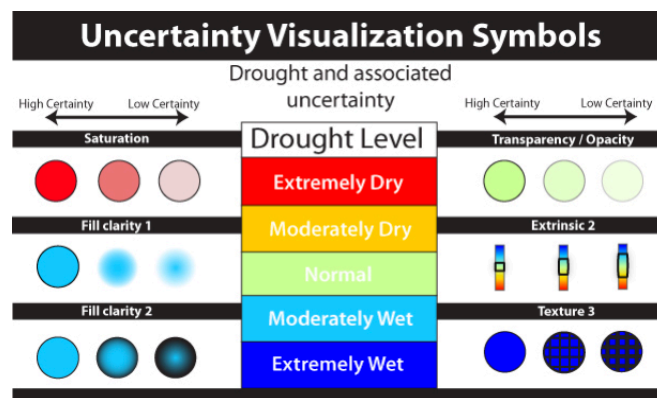 Uncertainty Visualization Symbols
Drought and associated
uncertainty
High Certainty Low Certainty
Saturation
Fill clarity 1
Fill clarity 2
Drought Level
Extremely Dry
Moderately Dry
Normal
Moderately Wet
Extremely Wet
High Certainty Low Certainty
Transparency / Opacity
Extrinsic 2
Texture 3